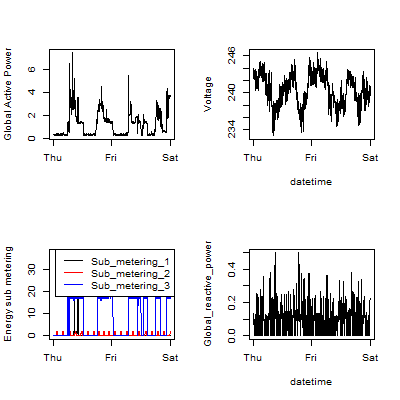 Global Active Power
0 2 4 6
Thu Fri Sat
Voltage
234 240 246
Thu Fri Sat
datetime
Energy sub metering
0 10 20 30
Sub_metering_1
Sub_metering_2
Sub_metering_3
Thu Fri Sat
Global_reactive_power
0.0 0.2 0.4
Thu Fri Sat
datetime